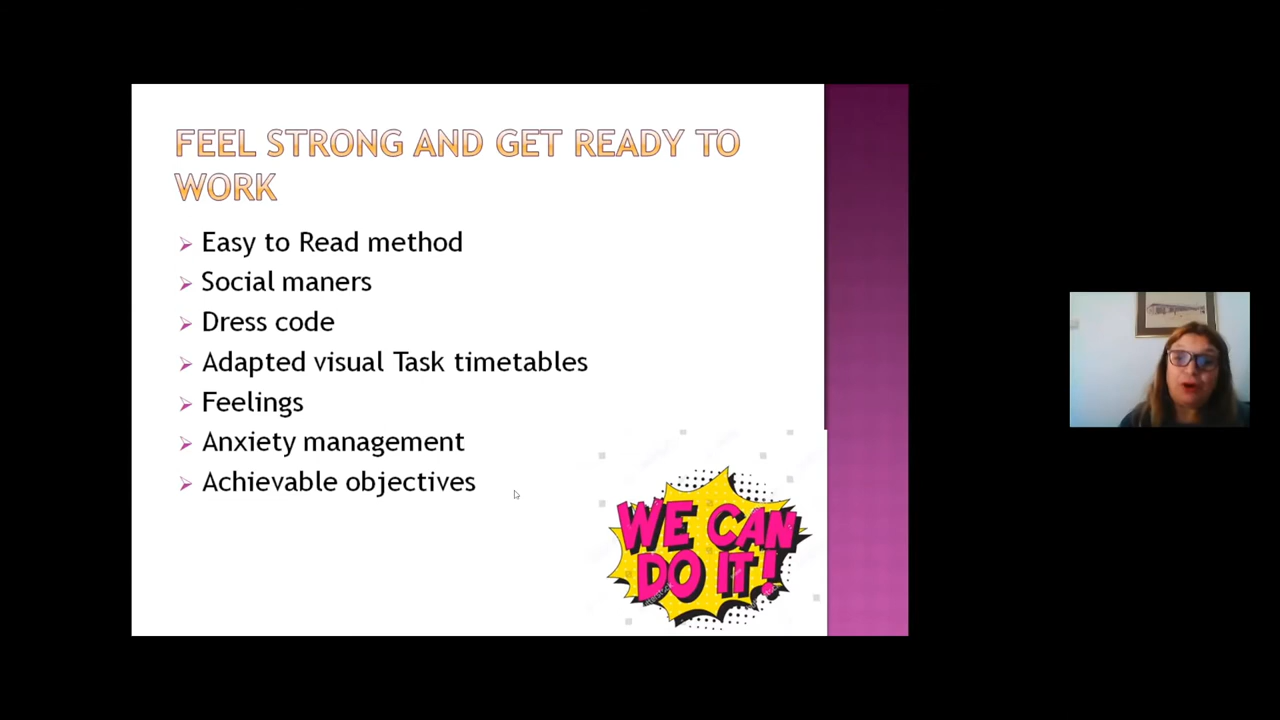 FEEL STRONG AND GET READY TO
WORK
Easy to Read method
Social maners
Dress code
Adapted visual Task timetables
Feelings
Anxiety management
Achievable objectives
WE CAN
DO IT!